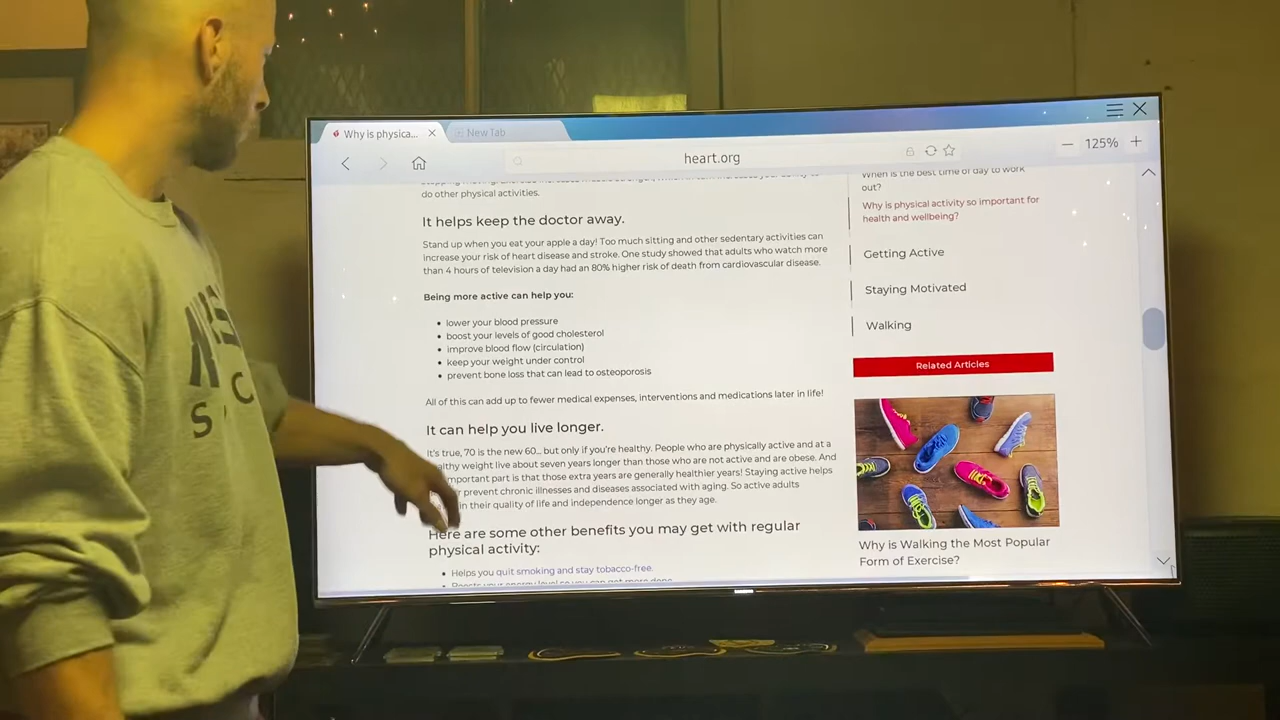 Why is physica...
New Tab
heart.org
125%
do other physical activities.
It helps keep the doctor away.
Stand up when you eat your apple a day! Too much sitting and other sedentary activities can
increase your risk of heart disease and stroke. One study showed that adults who watch more
than 4 hours of television a day had an 80% higher risk of death from cardiovascular disease.
Being more active can help you:
• lower your blood pressure
• boost your levels of good cholesterol
• improve blood flow (circulation)
• keep your weight under control
• prevent bone loss that can lead to osteoporosis
All of this can add up to fewer medical expenses, interventions and medications later in life!
It can help you live longer.
It's true, 70 is the new 60... but only if you're healthy. People who are physically active and at a
weight live about seven years longer than those who are not active and are obese. And
important part is that those extra years are generally healthier years! Staying active helps
prevent chronic illnesses and diseases associated with aging. So active adults
in their quality of life and independence longer as they age.
Here are some other benefits you may get with regular
physical activity:
• Helps you quit smoking and stay tobacco-free.
When is the best time of day to work
out?
Why is physical activity so important for
health and wellbeing?
Getting Active
Staying Motivated
Walking
Related Articles
Why is Walking the Most Popular
Form of Exercise?